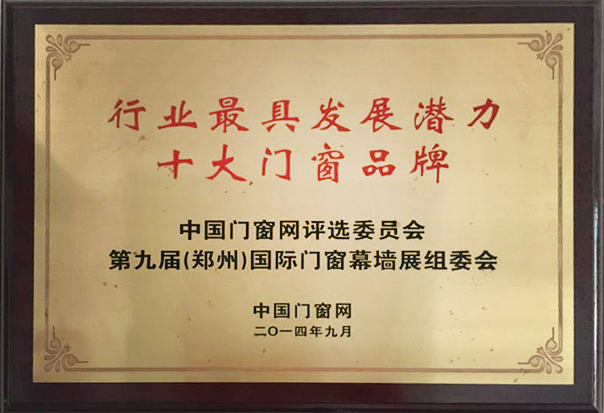 行业最具发展潜力
十大门窗品牌
中国门窗网评选委员会
第九届(郑州)国际门窗幕墙展组委会
中国门窗网
二〇一四年九月